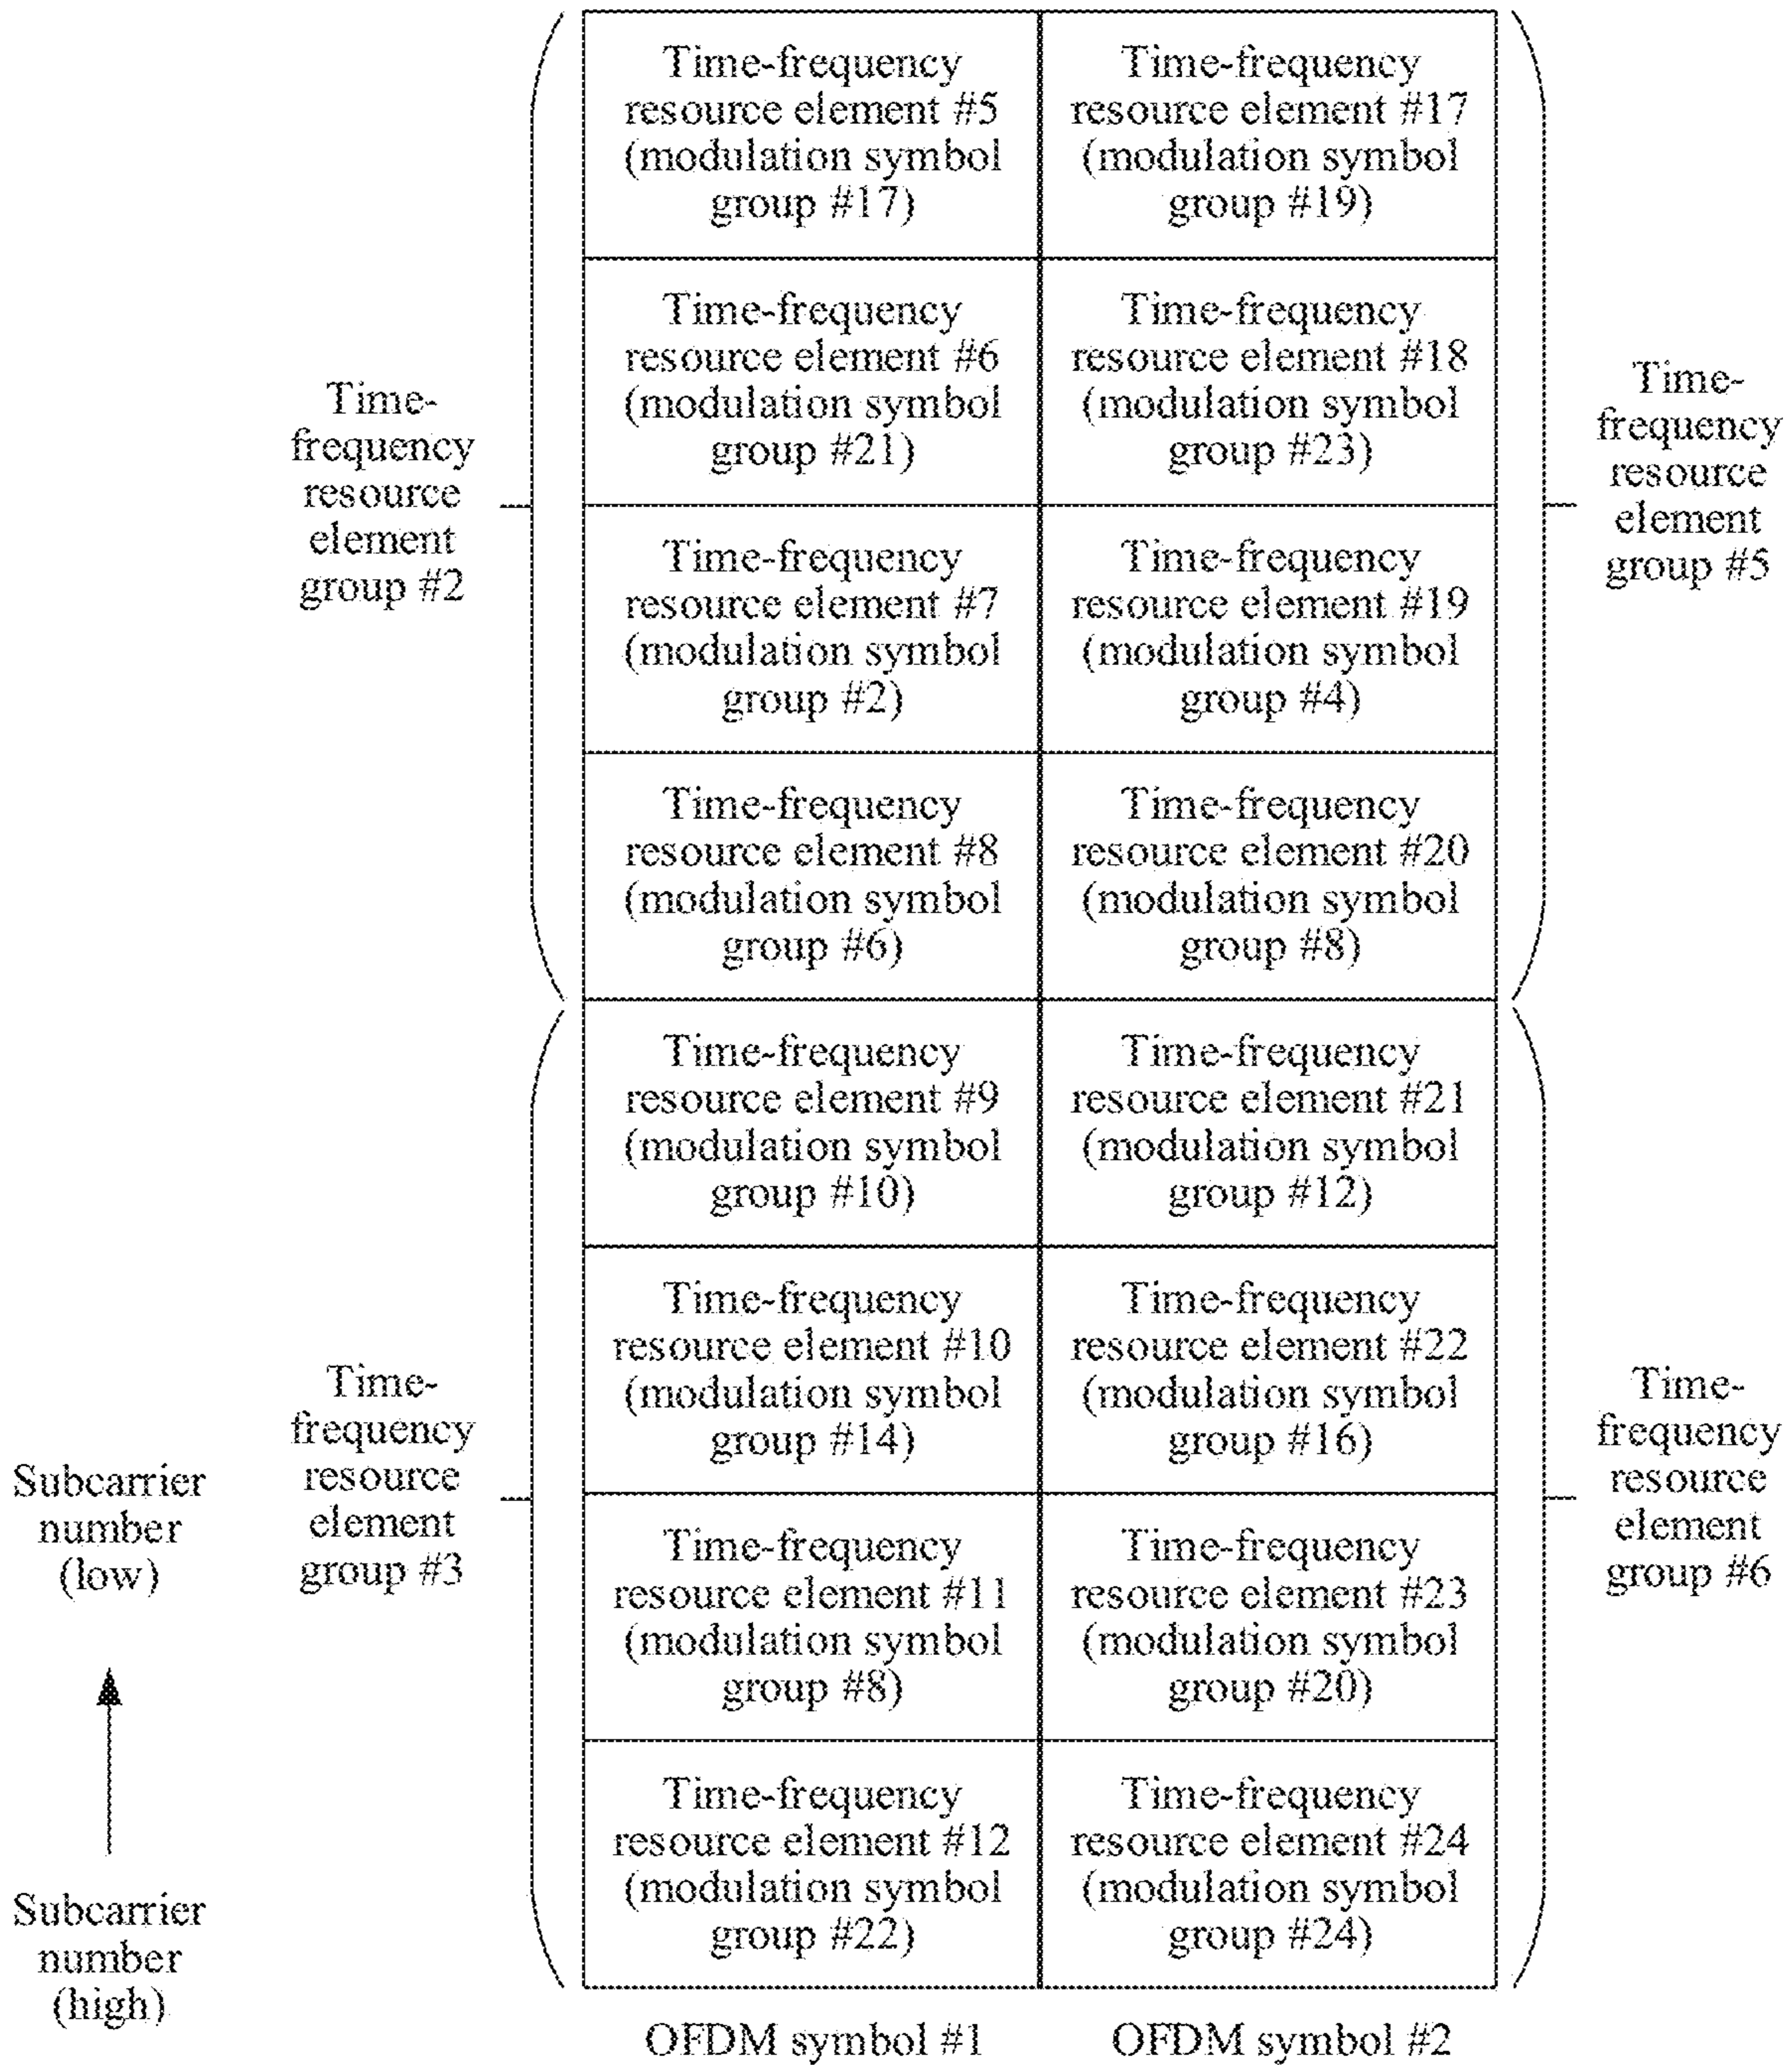 Time-frequency
resource element #5
(modulation symbol
group #17)
Time-frequency
resource element #17
(modulation symbol
group #19)
Time-frequency
resource element #6
(modulation symbol
group #21)
Time-frequency
resource element #18
(modulation symbol
group #23)
Time-
frequency
resource
element
group #2
Time-
frequency
resource
element
group #5
Time-frequency
resource element #7
(modulation symbol
group #2)
Time-frequency
resource element #19
(modulation symbol
group #4)
Time-frequency
resource element #8
(modulation symbol
group #6)
Time-frequency
resource element #20
(modulation symbol
group #8)
Time-frequency
resource element #9
(modulation symbol
group #10)
Time-frequency
resource element #21
(modulation symbol
group #12)
Time-frequency
resource element #10
(modulation symbol
group #14)
Time-frequency
resource element #22
(modulation symbol
group #16)
Time-
frequency
resource
element
group #3
Time-
frequency
resource
element
group #6
Subcarrier
number
(low)
Time-frequency
resource element #11
(modulation symbol
group #8)
Time-frequency
resource element #23
(modulation symbol
group #20)
Time-frequency
resource element #12
(modulation symbol
group #22)
Time-frequency
resource element #24
(modulation symbol
group #24)
Subcarrier
number
(high)
OFDM symbol #1
OFDM symbol #2